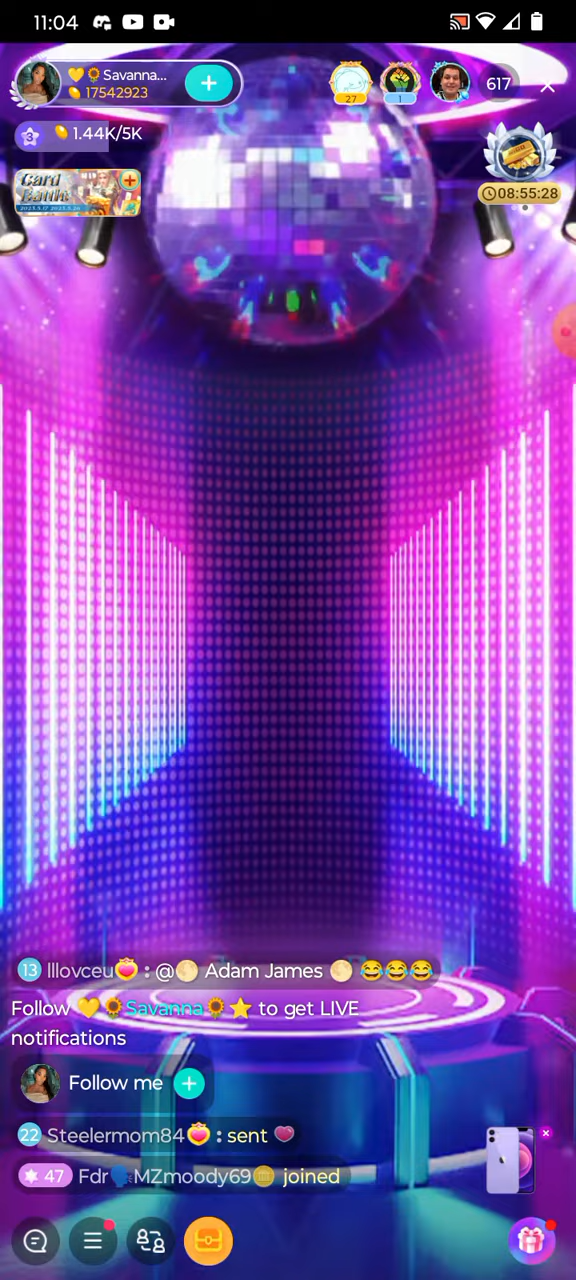 11:04
💛🌻Savanna...
17542923
27
1
617
3
1.44K/5K
Card
Battle
08:55:28
13 lllovceu : @🌕 Adam James 🌕 😂😂😂
Follow 💛🌻Savanna🌻⭐ to get LIVE
notifications
Follow me
22 Steelermom84 : sent
47 Fdr🗣MZmoody69 joined